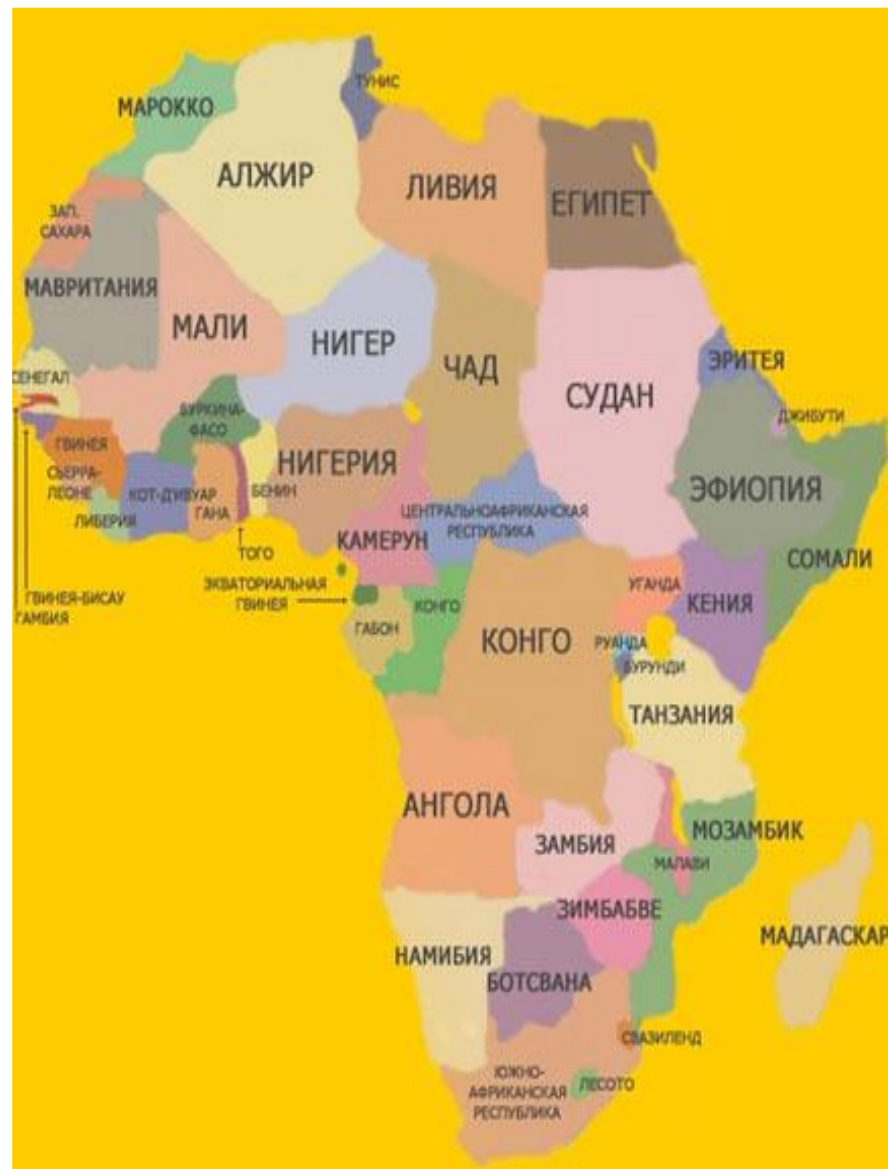 ТУНИС
МАРОККО
АЛЖИР
ЛИВИЯ
ЕГИПЕТ
ЗАП.
САХАРА
МАВРИТАНИЯ
МАЛИ
НИГЕР
ЧАД
СУДАН
ЭРИТЕЯ
СЕНЕГАЛ
ДЖИБУТИ
БУРКИНА-
ФАСО
ГВИНЕЯ
НИГЕРИЯ
ЭФИОПИЯ
СЬЕРРА-
ЛЕОНЕ
КОТ-Д'ИВУАР
ГАНА
БЕНИН
ЛИБЕРИЯ
ЦЕНТРАЛЬНОАФРИКАНСКАЯ
РЕСПУБЛИКА
КАМЕРУН
ТОГО
СОМАЛИ
ЭКВАТОРИАЛЬНАЯ
ГВИНЕЯ
УГАНДА
КЕНИЯ
ГВИНЕЯ-БИСАУ
ГАМБИЯ
КОНГО
ГАБОН
КОНГО
РУАНДА
БУРУНДИ
ТАНЗАНИЯ
АНГОЛА
ЗАМБИЯ
МОЗАМБИК
МАЛАВИ
ЗИМБАБВЕ
МАДАГАСКАР
НАМИБИЯ
БОТСВАНА
СВАЗИЛЕНД
ЮЖНО-
АФРИКАНСКАЯ
РЕСПУБЛИКА
ЛЕСОТО